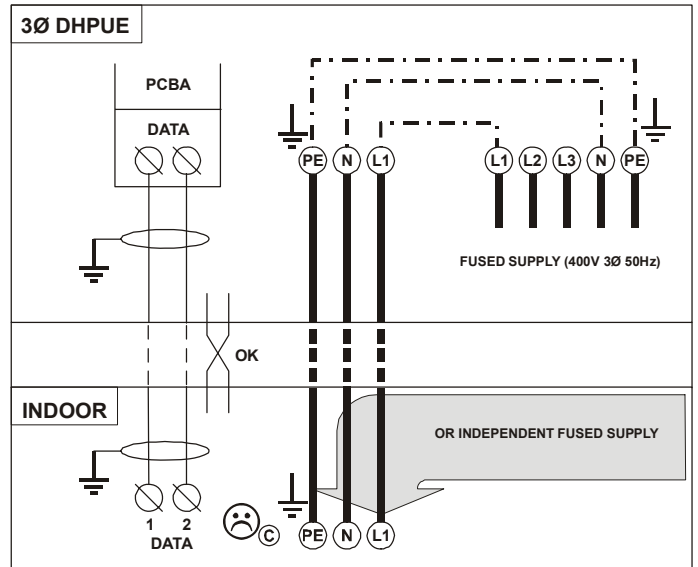 3Ø DHPUE
PCBA
DATA
PE N L1
L1 L2 L3 N PE
FUSED SUPPLY (400V 3Ø 50Hz)
OK
INDOOR
OR INDEPENDENT FUSED SUPPLY
1 2
DATA
C
PE N L1